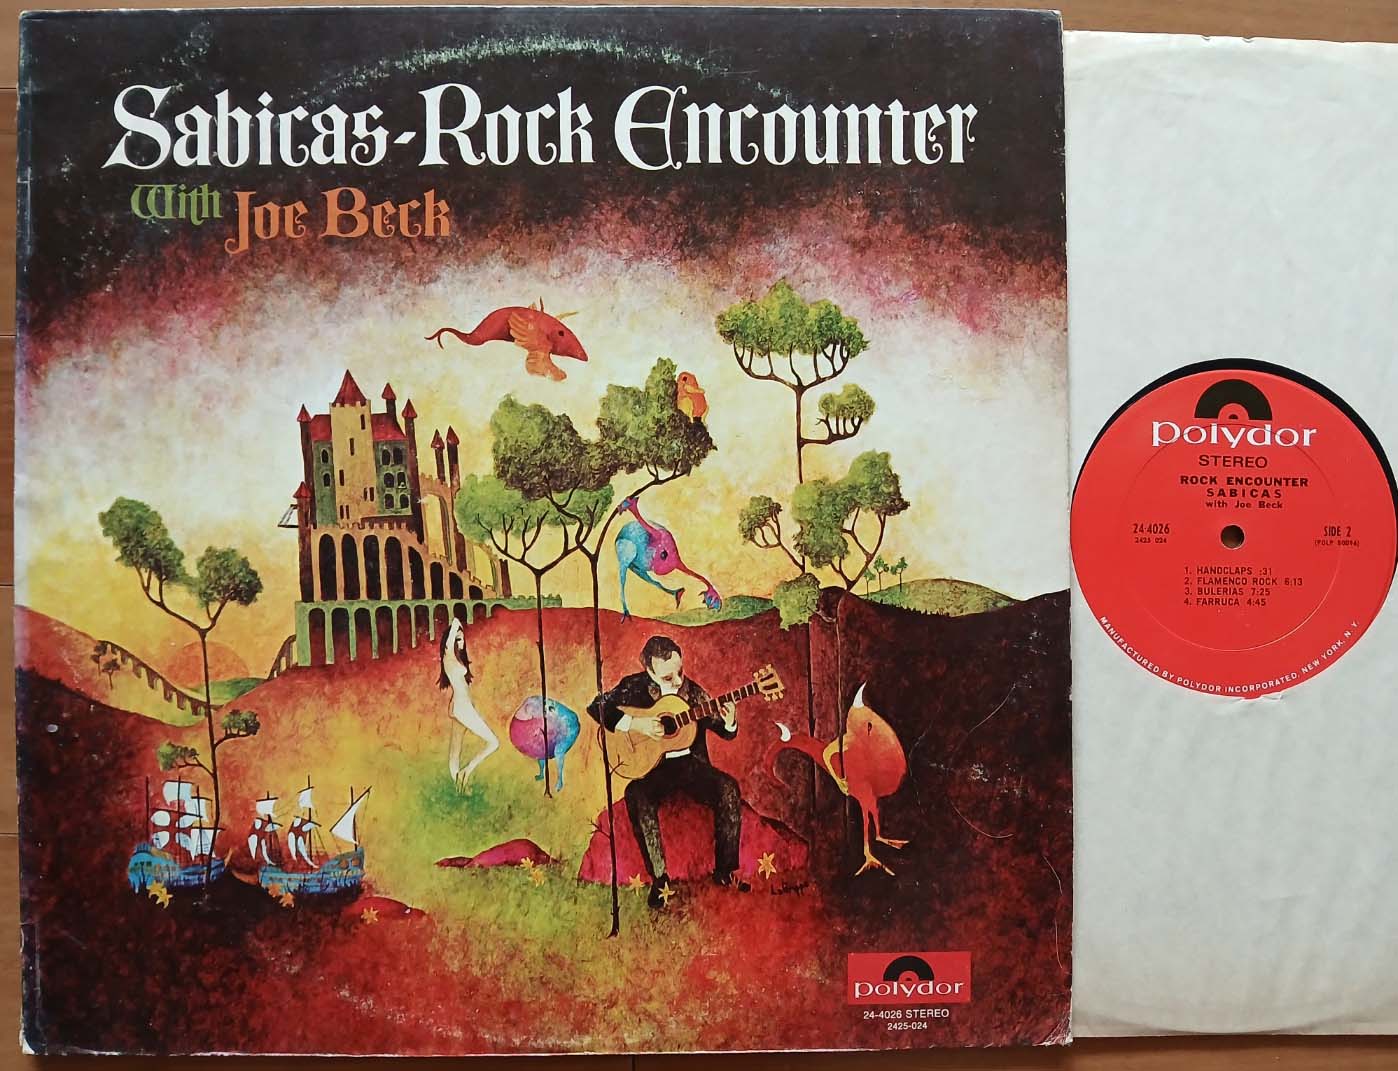 Sabicas-Rock Encounter
With Joe Beck
polydor
24-4026 STEREO
2425-024
polydor
STEREO
ROCK ENCOUNTER
SABICAS
with Joe Beck
24-4026
2425 024
SIDE 2
(POLP 80096)
1. HANDCLAPS :31
2. FLAMENCO ROCK 6:13
3. BULERIAS 7:25
4. FARRUCA 4:45
MANUFACTURED BY POLYDOR INCORPORATED, NEW YORK, N.Y.